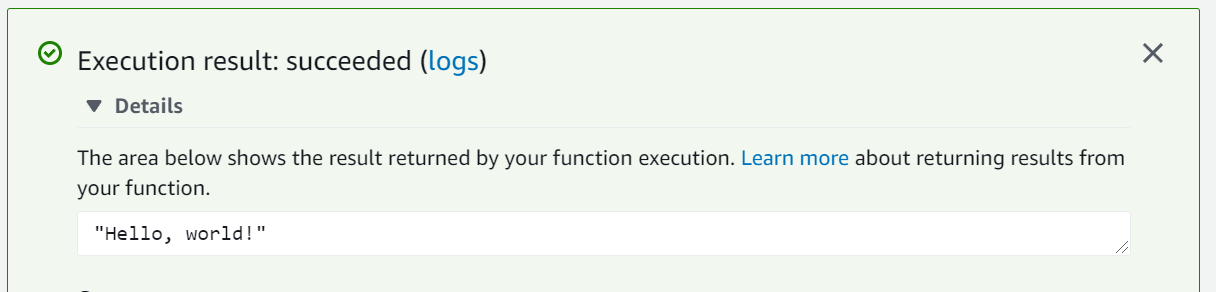 Execution result: succeeded (logs)
Details
The area below shows the result returned by your function execution. Learn more about returning results from
your function.
"Hello, world!"